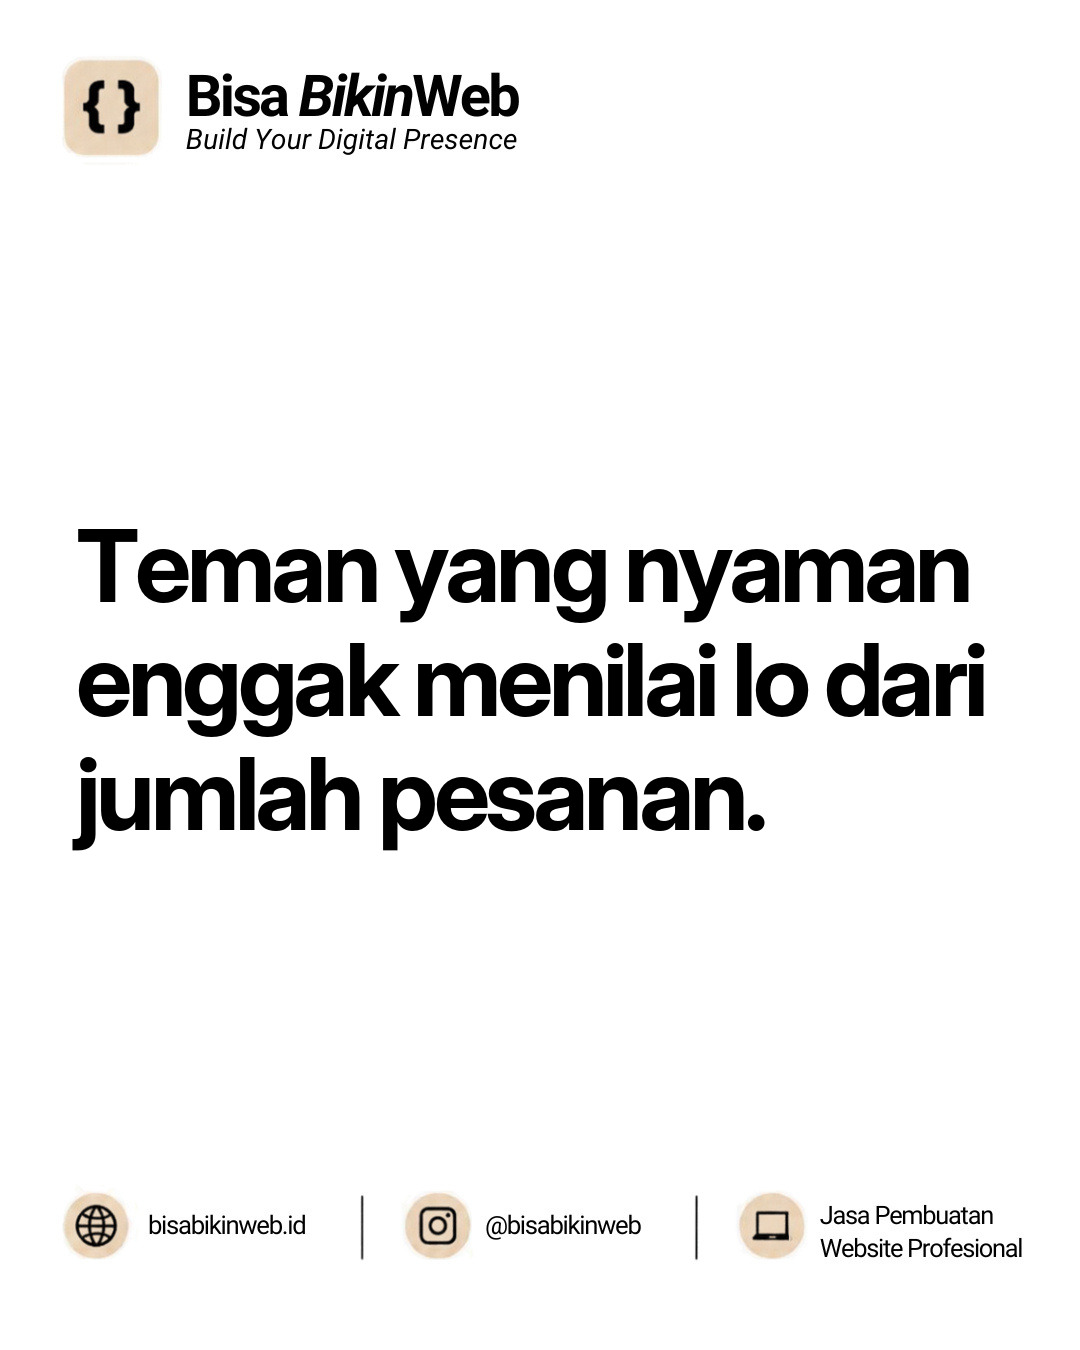 { }
Bisa BikinWeb
Build Your Digital Presence
Teman yang nyaman
enggak menilai lo dari
jumlah pesanan.
bisabikinweb.id
@bisabikinweb
Jasa Pembuatan
Website Profesional